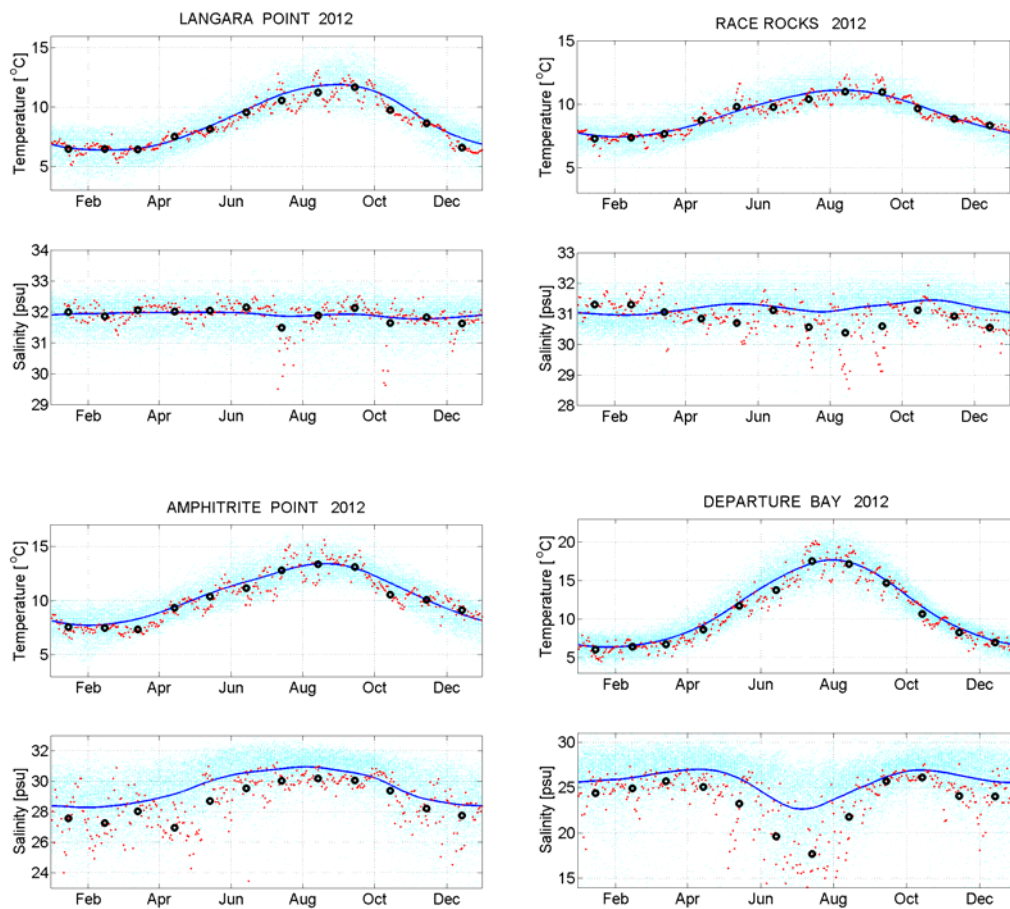 LANGARA POINT 2012
Temperature [°C]
15
10
5
Feb Apr Jun Aug Oct Dec
Salinity [psu]
34
33
32
31
30
29
Feb Apr Jun Aug Oct Dec
RACE ROCKS 2012
Temperature [°C]
15
10
5
Feb Apr Jun Aug Oct Dec
Salinity [psu]
33
32
31
30
29
28
Feb Apr Jun Aug Oct Dec
AMPHITRITE POINT 2012
Temperature [°C]
15
10
5
Feb Apr Jun Aug Oct Dec
Salinity [psu]
32
30
28
26
24
Feb Apr Jun Aug Oct Dec
DEPARTURE BAY 2012
Temperature [°C]
20
15
10
5
Feb Apr Jun Aug Oct Dec
Salinity [psu]
30
25
20
15
Feb Apr Jun Aug Oct Dec